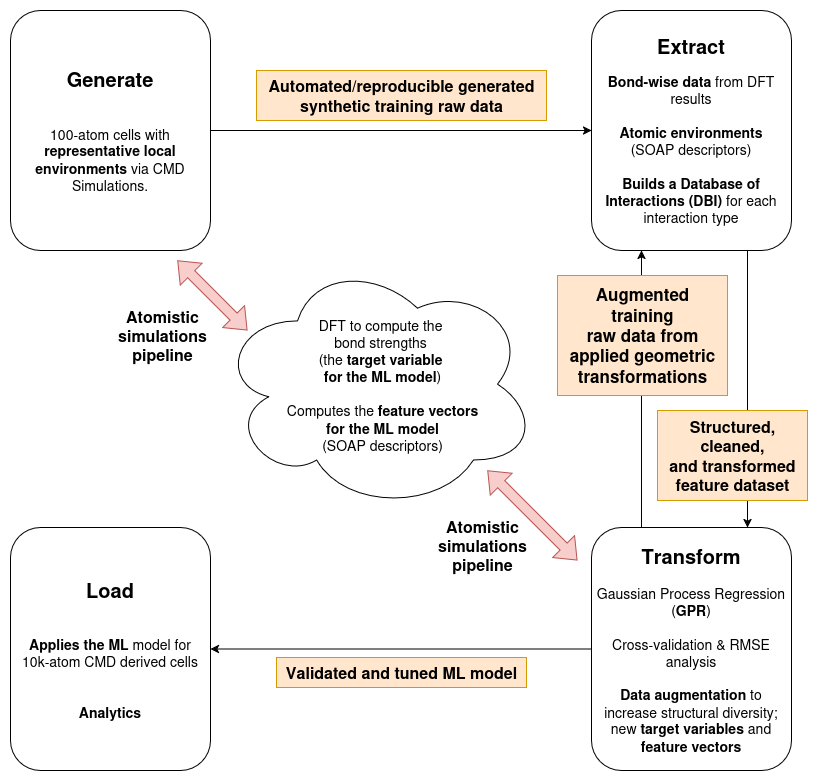 Generate
100-atom cells with
representative local
environments via CMD
Simulations.
Automated/reproducible generated
synthetic training raw data
Extract
Bond-wise data from DFT
results
Atomic environments
(SOAP descriptors)
Builds a Database of
Interactions (DBI) for each
interaction type
Atomistic
simulations
pipeline
DFT to compute the
bond strengths
(the target variable
for the ML model)
Computes the feature vectors
for the ML model
(SOAP descriptors)
Augmented
training
raw data from
applied geometric
transformations
Structured,
cleaned,
and transformed
feature dataset
Atomistic
simulations
pipeline
Transform
Gaussian Process Regression
(GPR)
Cross-validation & RMSE
analysis
Data augmentation to
increase structural diversity;
new target variables and
feature vectors
Validated and tuned ML model
Load
Applies the ML model for
10k-atom CMD derived cells
Analytics